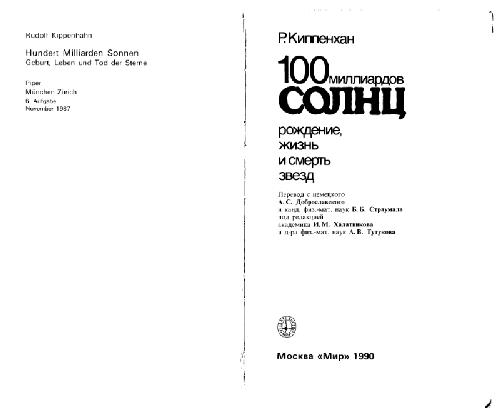 Rudolf Kippenhahn
Hundert Milliarden Sonnen
Geburt, Leben und Tod der Sterne
Piper
München Zürich
6. Ausgabe
November 1987
Р. Киппенхан
100 миллиардов
СОЛНЦ
рождение,
жизнь
и смерть
звезд
Перевод с немецкого
А. С. Доброславского
и канд. физ.-мат. наук Б. Б. Страумала
под редакцией
академика И. М. Халатникова
и д-ра физ.-мат. наук А. В. Тутукова
Москва «Мир» 1990